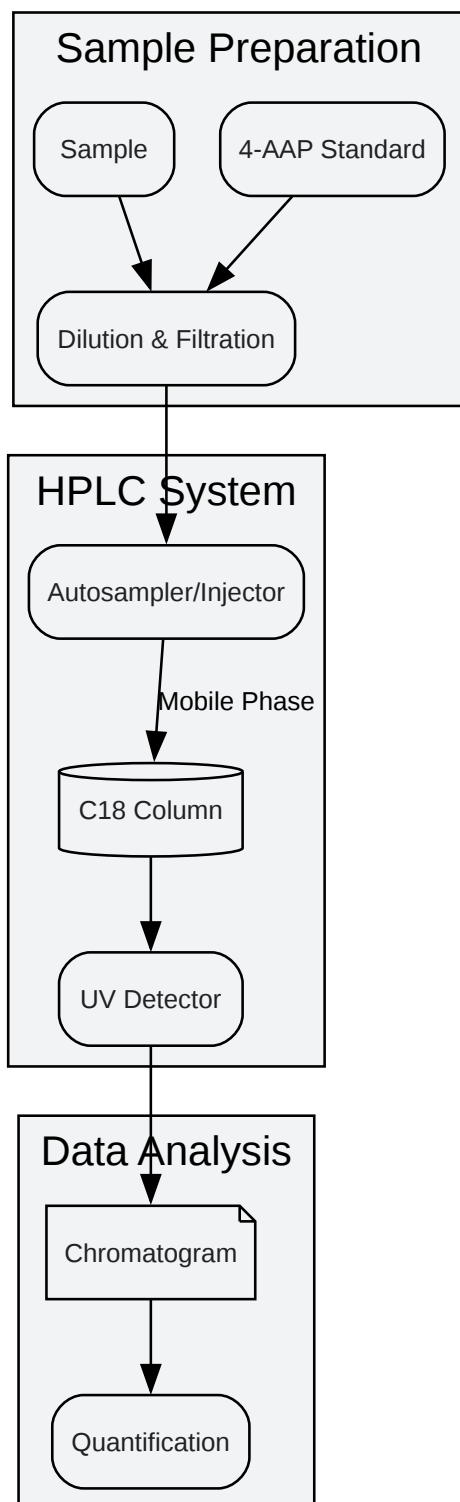 Sample Preparation
Sample
4-AAP Standard
Dilution & Filtration
HPLC System
Autosampler/Injector
Mobile Phase
C18 Column
UV Detector
Data Analysis
Chromatogram
Quantification